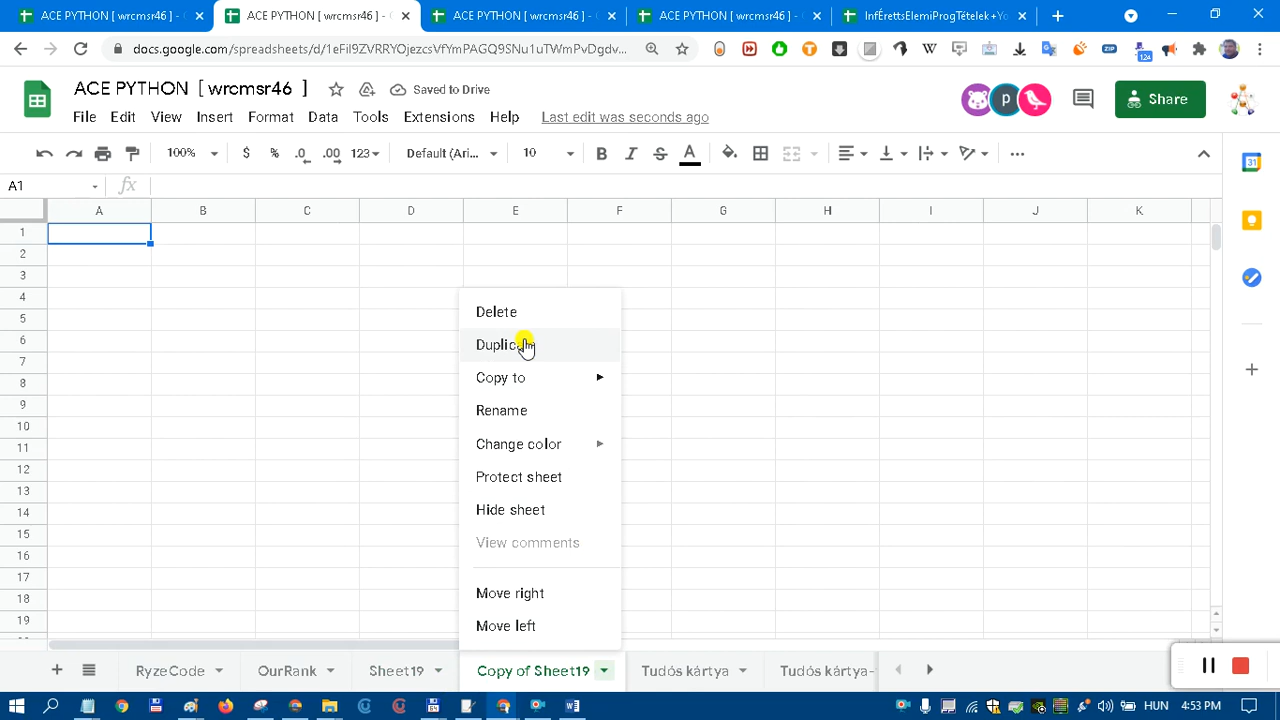 ACE PYTHON [ wrcmsr46 ] - G
ACE PYTHON [ wrcmsr46 ] - G
ACE PYTHON [ wrcmsr46 ] - G
ACE PYTHON [ wrcmsr46 ] - G
InfÉrettsElemiProgTételek+Yo
docs.google.com/spreadsheets/d/
ACE PYTHON [ wrcmsr46 ]
Saved to Drive
File Edit View Insert Format Data Tools Extensions Help Last edit was seconds ago
p
Share
100% $ % .0 .00 123 Default (Ari... 10 B I S A
A1 fx
A B C D E F G H I J K
1
2
3
4
5
6
7
8
9
10
11
12
13
14
15
16
17
18
19
Delete
Copy to
Rename
Change color
Protect sheet
Hide sheet
View comments
Move right
Move left
RyzeCode OurRank Sheet19 Copy of Sheet19 Tudós kártya Tudós kártya-
HUN 4:53 PM
31
124
ZIP
W